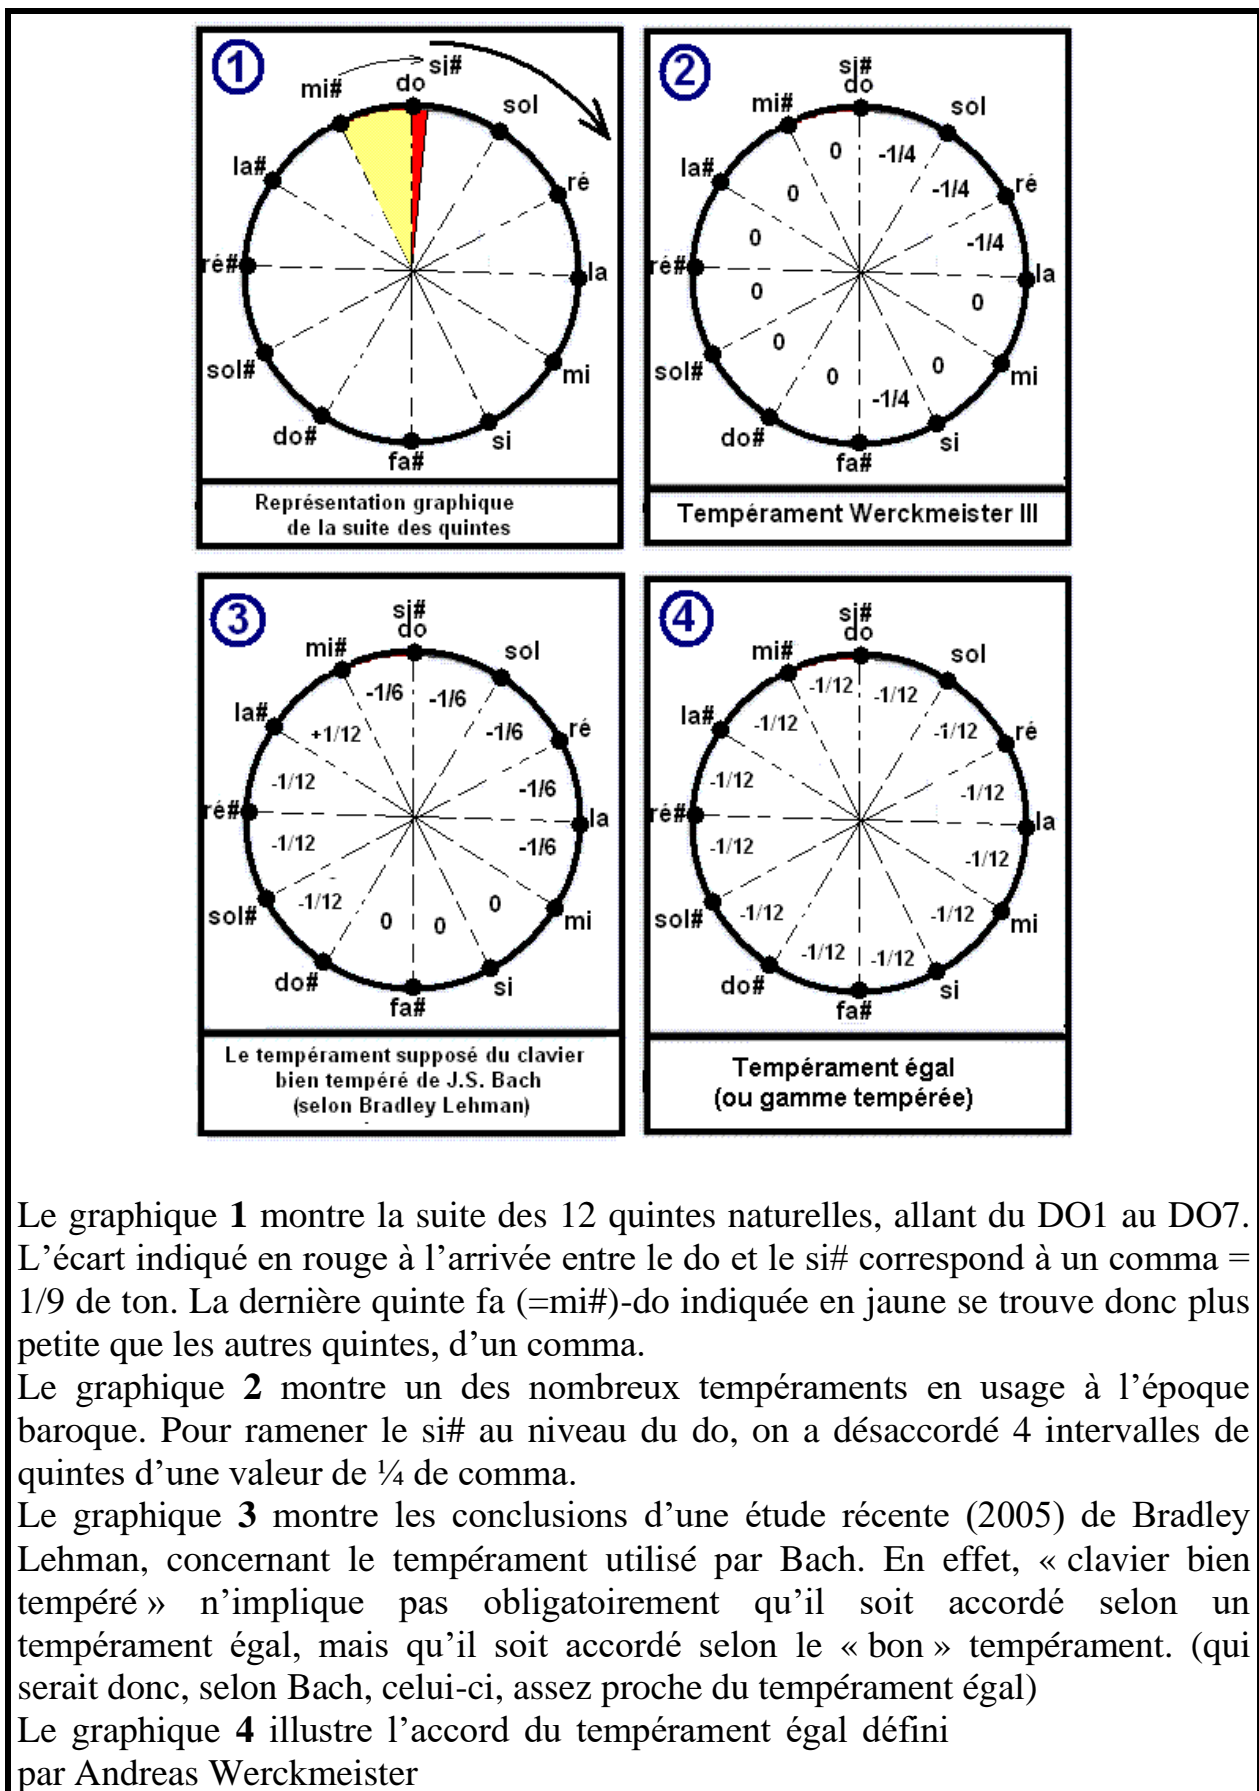 1
si#
mi#
do
sol
la#
ré
ré#
la
sol#
mi
do#
si
fa#
Représentation graphique
de la suite des quintes
2
si#
do
mi#
sol
0
-1/4
la#
-1/4
ré
0
0
-1/4
ré#
la
0
0
0
sol#
0
mi
0
-1/4
do#
si
fa#
Tempérament Werckmeister III
3
si#
do
mi#
sol
-1/6
-1/6
la#
+1/12
-1/6
ré
-1/12
-1/6
ré#
la
-1/12
-1/6
sol#
-1/12
0
0
0
mi
do#
si
fa#
Le tempérament supposé du clavier
bien tempéré de J.S. Bach
(selon Bradley Lehman)
4
si#
do
mi#
sol
-1/12
-1/12
la#
-1/12
-1/12
ré
-1/12
-1/12
ré#
la
-1/12
-1/12
sol#
-1/12
-1/12
mi
-1/12
-1/12
do#
si
fa#
Tempérament égal
(ou gamme tempérée)
Le graphique 1 montre la suite des 12 quintes naturelles, allant du DO1 au DO7.
L’écart indiqué en rouge à l’arrivée entre le do et le si# correspond à un comma =
1/9 de ton. La dernière quinte fa (=mi#)-do indiquée en jaune se trouve donc plus
petite que les autres quintes, d’un comma.
Le graphique 2 montre un des nombreux tempéraments en usage à l’époque
baroque. Pour ramener le si# au niveau du do, on a désaccordé 4 intervalles de
quintes d’une valeur de ¼ de comma.
Le graphique 3 montre les conclusions d’une étude récente (2005) de Bradley
Lehman, concernant le tempérament utilisé par Bach. En effet, « clavier bien
tempéré » n’implique pas obligatoirement qu’il soit accordé selon un
tempérament égal, mais qu’il soit accordé selon le « bon » tempérament. (qui
serait donc, selon Bach, celui-ci, assez proche du tempérament égal)
Le graphique 4 illustre l’accord du tempérament égal défini
par Andreas Werckmeister